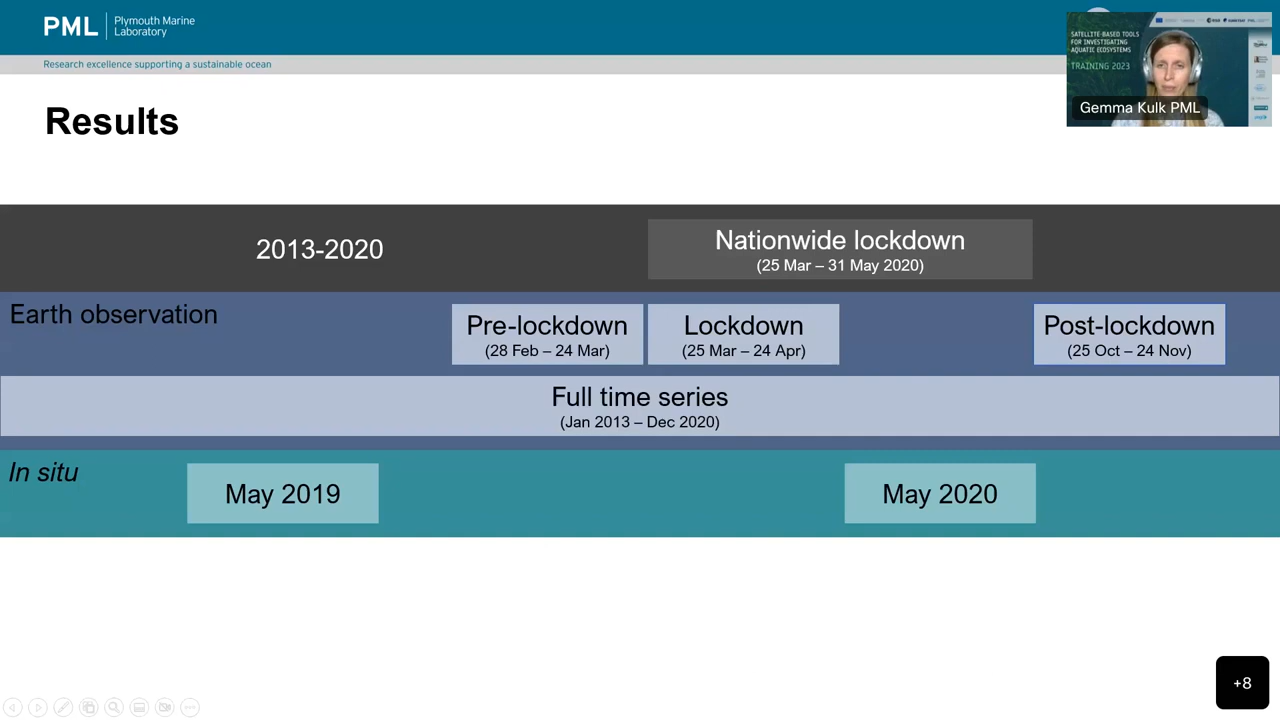 PML
Plymouth Marine
Laboratory
Research excellence supporting a sustainable ocean
SATELLITE-BASED TOOLS
FOR INVESTIGATING
AQUATIC ECOSYSTEMS
TRAINING 2023
Gemma Kulk PML
Results
2013-2020
Nationwide lockdown
(25 Mar – 31 May 2020)
Earth observation
Pre-lockdown
(28 Feb – 24 Mar)
Lockdown
(25 Mar – 24 Apr)
Post-lockdown
(25 Oct – 24 Nov)
Full time series
(Jan 2013 – Dec 2020)
In situ
May 2019
May 2020
+8